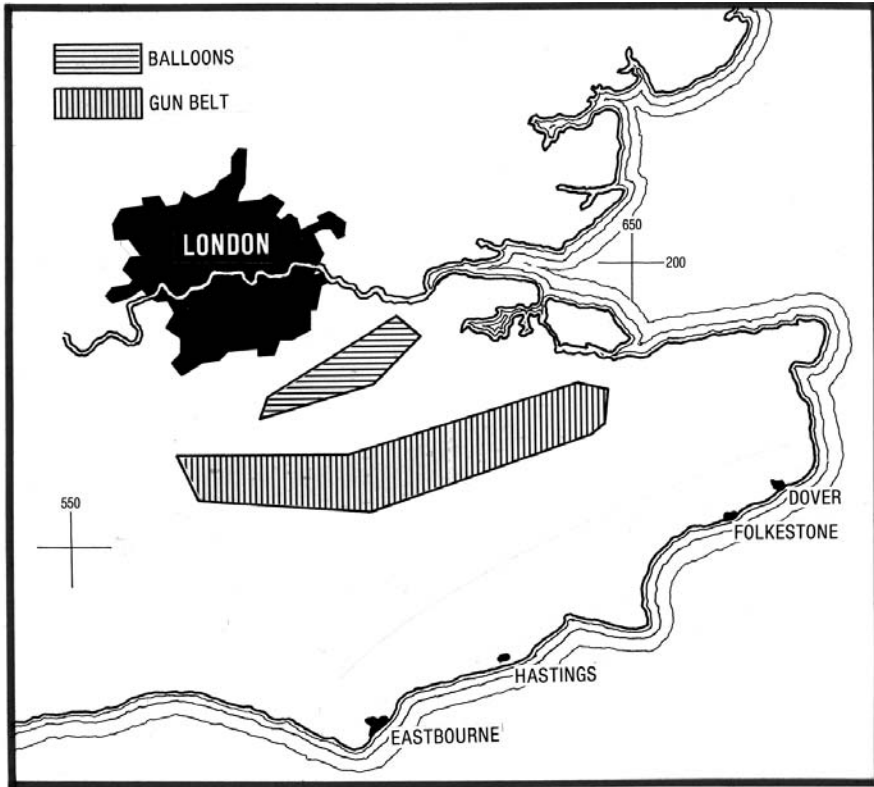 BALLOONS
GUN BELT
LONDON
650
200
550
DOVER
FOLKESTONE
HASTINGS
EASTBOURNE